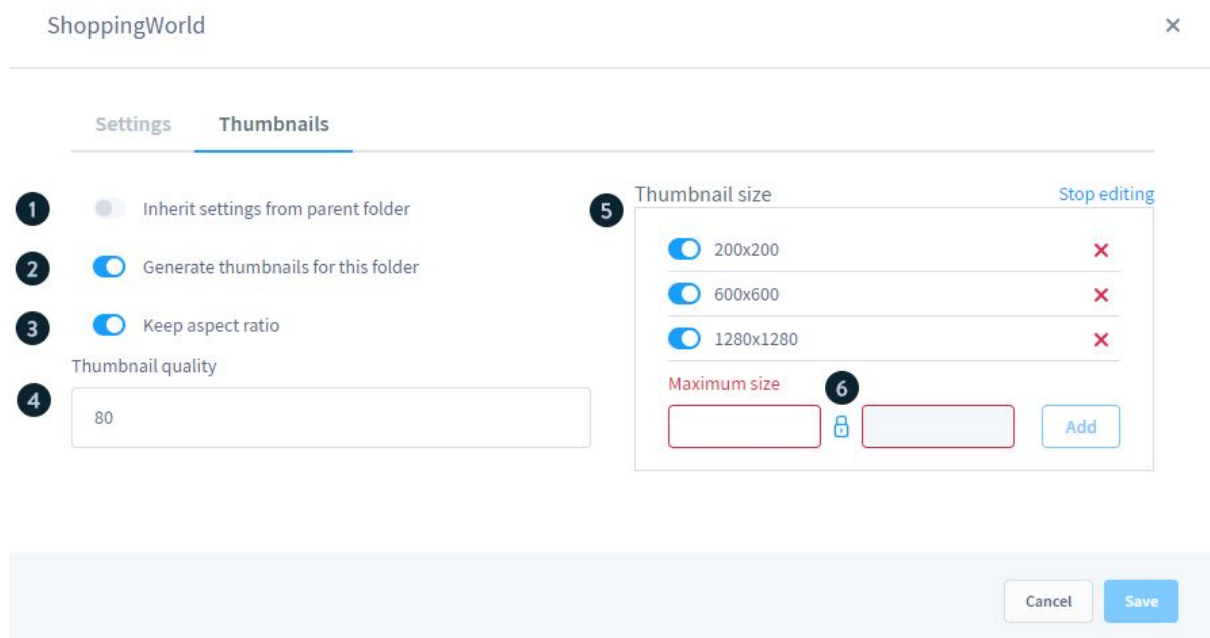 ShoppingWorld
Settings Thumbnails
1 Inherit settings from parent folder
2 Generate thumbnails for this folder
3 Keep aspect ratio
Thumbnail quality
4 80
Thumbnail size Stop editing
5
200x200
600x600
1280x1280
Maximum size 6
Add
Cancel Save